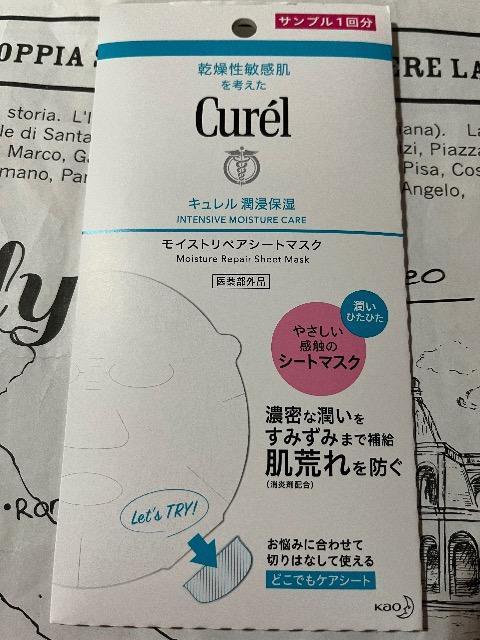 サンプル1回分
OPPIA S
ERE LA
乾燥性敏感肌
を考えた
Curél
キュレル 潤浸保湿
INTENSIVE MOISTURE CARE
モイストリペアシートマスク
Moisture Repair Sheet Mask
医薬部外品
storia. L'I
le di Santa
Marco, G
mano, Par
ana). La
zi, Piazza
Pisa, Cos
Angelo,
ly
eo
潤い
ひたひた
やさしい
感触の
シートマスク
濃密な潤いを
すみずみまで補給
肌荒れを防ぐ
(消炎剤配合)
Let's TRY!
お悩みに合わせて
切りはなして使える
どこでもケアシート
Kao